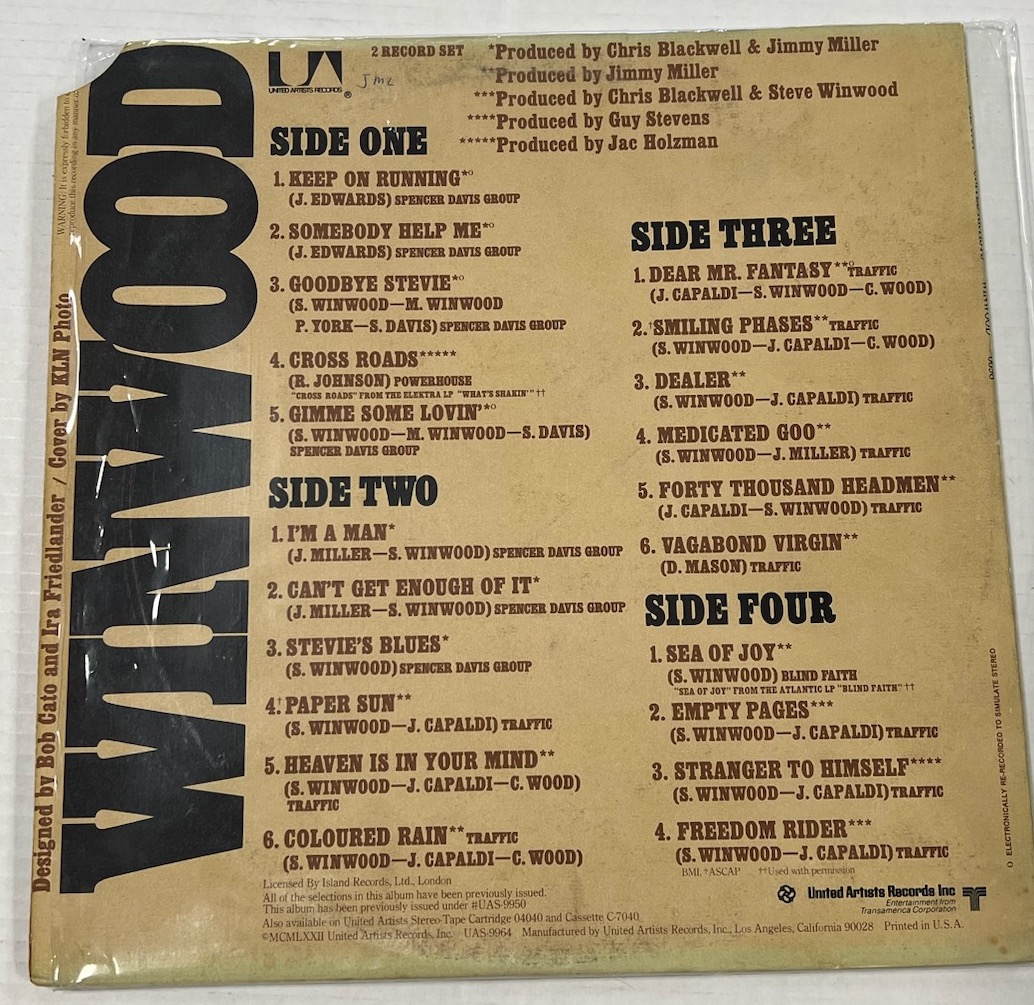 WINWOOD
Designed by Bob Cato and Ira Friedlander / Cover by KLN Photo
WARNING: It is expressly forbidden to
produce this recording in any manner
UA
UNITED ARTISTS RECORDS ®
2 RECORD SET
*Produced by Chris Blackwell & Jimmy Miller
**Produced by Jimmy Miller
***Produced by Chris Blackwell & Steve Winwood
****Produced by Guy Stevens
*****Produced by Jac Holzman
SIDE ONE
1. KEEP ON RUNNING*○
(J. EDWARDS) SPENCER DAVIS GROUP
2. SOMEBODY HELP ME*○
(J. EDWARDS) SPENCER DAVIS GROUP
3. GOODBYE STEVIE*○
(S. WINWOOD—M. WINWOOD
P. YORK—S. DAVIS) SPENCER DAVIS GROUP
4. CROSS ROADS*****
(R. JOHNSON) POWERHOUSE
"CROSS ROADS" FROM THE ELEKTRA LP "WHAT'S SHAKIN'" ††
5. GIMME SOME LOVIN'*○
(S. WINWOOD—M. WINWOOD—S. DAVIS)
SPENCER DAVIS GROUP
SIDE TWO
1. I'M A MAN*
(J. MILLER—S. WINWOOD) SPENCER DAVIS GROUP
2. CAN'T GET ENOUGH OF IT*
(J. MILLER—S. WINWOOD) SPENCER DAVIS GROUP
3. STEVIE'S BLUES*
(S. WINWOOD) SPENCER DAVIS GROUP
4.†PAPER SUN**
(S. WINWOOD—J. CAPALDI) TRAFFIC
5. HEAVEN IS IN YOUR MIND**
(S. WINWOOD—J. CAPALDI—C. WOOD)
TRAFFIC
6. COLOURED RAIN** TRAFFIC
(S. WINWOOD—J. CAPALDI—C. WOOD)
SIDE THREE
1. DEAR MR. FANTASY**○TRAFFIC
(J. CAPALDI—S. WINWOOD—C. WOOD)
2.†SMILING PHASES**TRAFFIC
(S. WINWOOD—J. CAPALDI—C. WOOD)
3. DEALER**
(S. WINWOOD—J. CAPALDI) TRAFFIC
4. MEDICATED GOO**
(S. WINWOOD—J. MILLER) TRAFFIC
5. FORTY THOUSAND HEADMEN**
(J. CAPALDI—S. WINWOOD) TRAFFIC
6. VAGABOND VIRGIN**
(D. MASON) TRAFFIC
SIDE FOUR
1. SEA OF JOY**
(S. WINWOOD) BLIND FAITH
"SEA OF JOY" FROM THE ATLANTIC LP "BLIND FAITH" ††
2. EMPTY PAGES***
(S. WINWOOD—J. CAPALDI) TRAFFIC
3. STRANGER TO HIMSELF****
(S. WINWOOD—J. CAPALDI) TRAFFIC
4. FREEDOM RIDER***
(S. WINWOOD—J. CAPALDI) TRAFFIC
BMI, †ASCAP ††Used with permission
○ ELECTRONICALLY RE-RECORDED TO SIMULATE STEREO
Licensed By Island Records, Ltd., London
All of the selections in this album have been previously issued.
This album has been previously issued under #UAS-9950
Also available on United Artists Stereo-Tape Cartridge 04040 and Cassette C-7040
©MCMLXXII United Artists Records, Inc. UAS-9964 Manufactured by United Artists Records, Inc., Los Angeles, California 90028 Printed in U.S.A.
United Artists Records Inc
Entertainment from
Transamerica Corporation